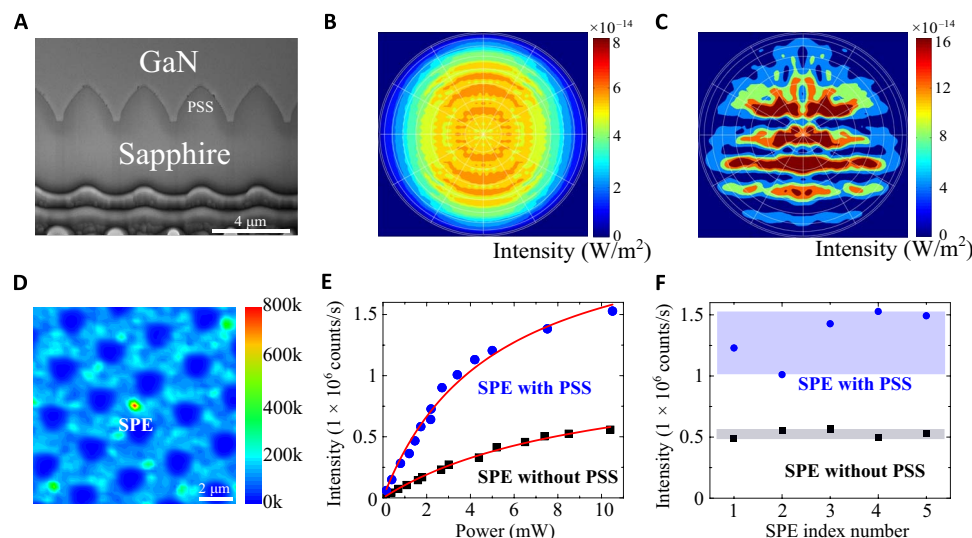 A
GaN
PSS
Sapphire
4 μm
B
×10⁻¹⁴
8
6
4
2
0
Intensity (W/m²)
C
×10⁻¹⁴
16
14
12
10
8
6
4
2
0
Intensity (W/m²)
D
SPE
2 μm
800k
600k
400k
200k
0k
E
Intensity (1 × 10⁶ counts/s)
1.5
1
0.5
0
SPE with PSS
SPE without PSS
0 2 4 6 8 10
Power (mW)
F
Intensity (1 × 10⁶ counts/s)
1.5
1
0.5
0
SPE with PSS
SPE without PSS
1 2 3 4 5
SPE index number